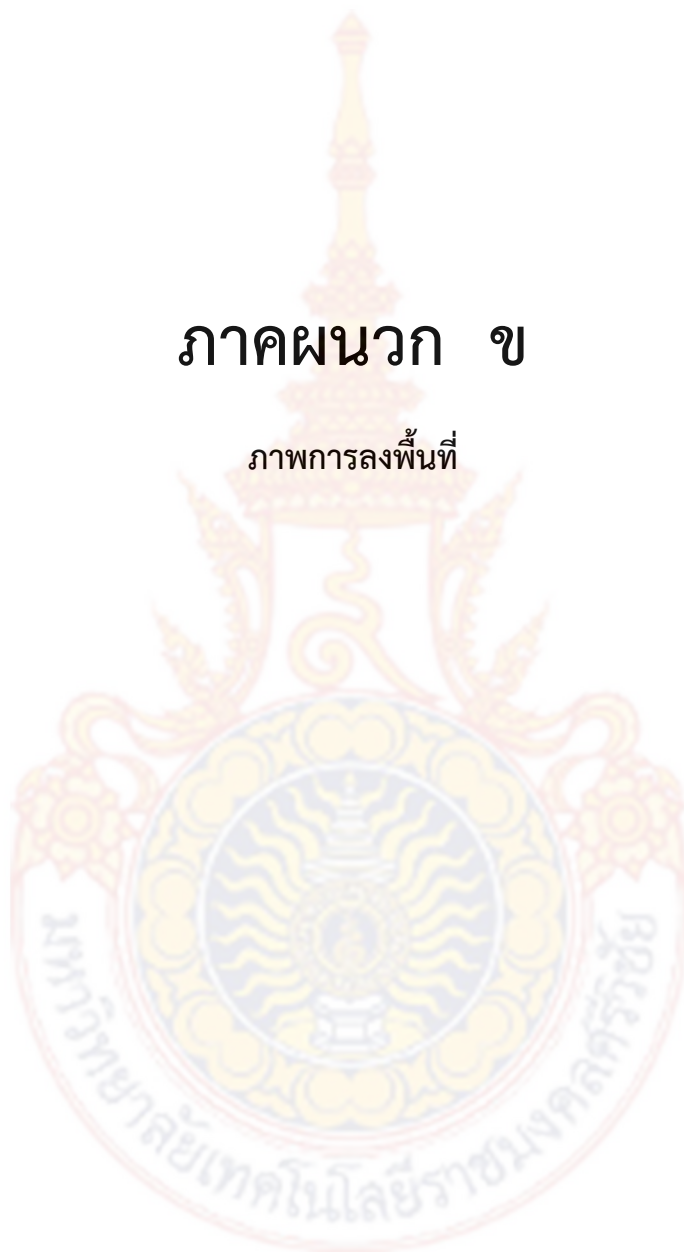 ภาคผนวก ข
ภาพการลงพื้นที่
มหาวิทยาลัยเทคโนโลยีราชมงคลศรีวิชัย